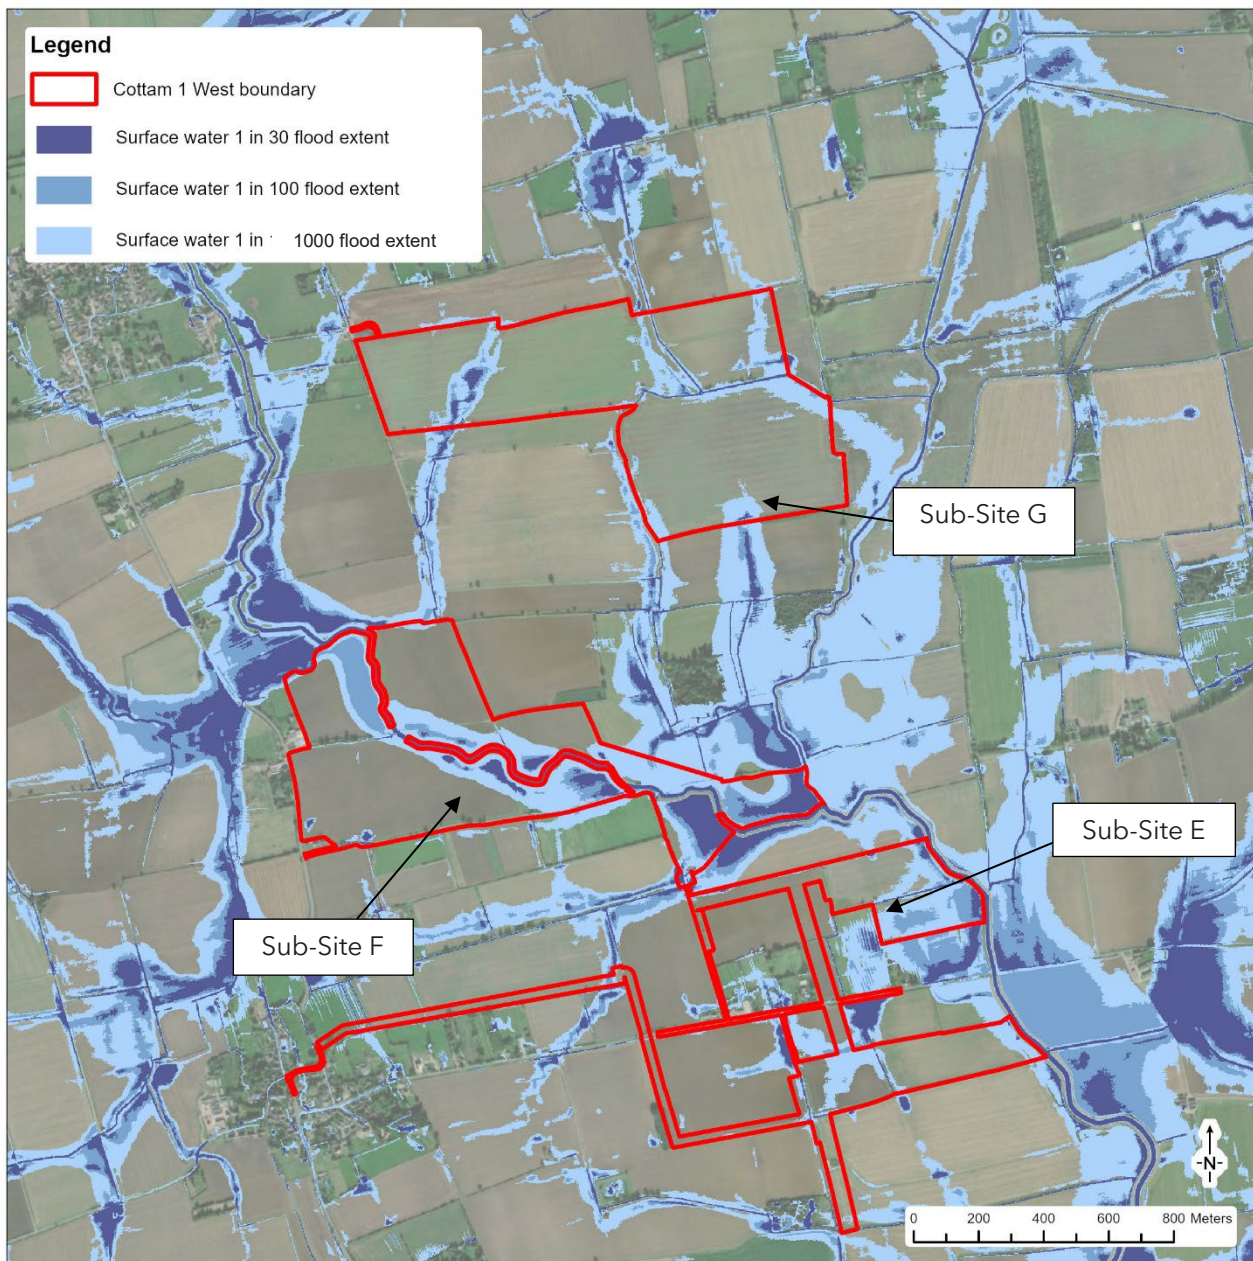 Legend
Cottam 1 West boundary
Surface water 1 in 30 flood extent
Surface water 1 in 100 flood extent
Surface water 1 in 1000 flood extent
Sub-Site G
Sub-Site E
Sub-Site F
-N-
0 200 400 600 800 Meters